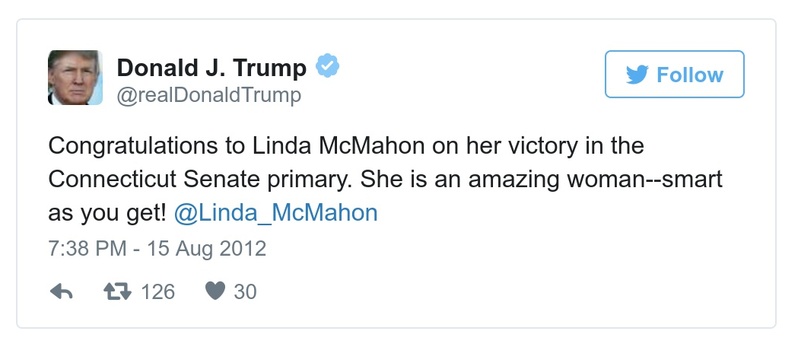 Donald J. Trump
@realDonaldTrump
Follow
Congratulations to Linda McMahon on her victory in the
Connecticut Senate primary. She is an amazing woman--smart
as you get! @Linda_McMahon
7:38 PM - 15 Aug 2012
126 30